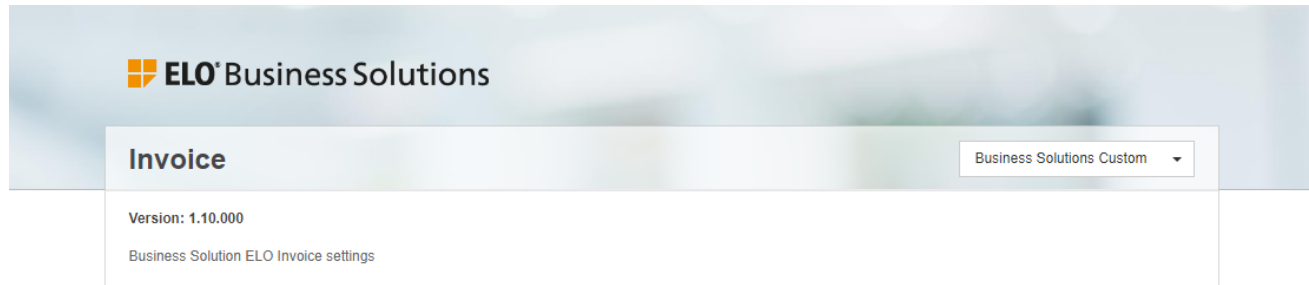 ELO® Business Solutions
Invoice
Business Solutions Custom
Version: 1.10.000
Business Solution ELO Invoice settings